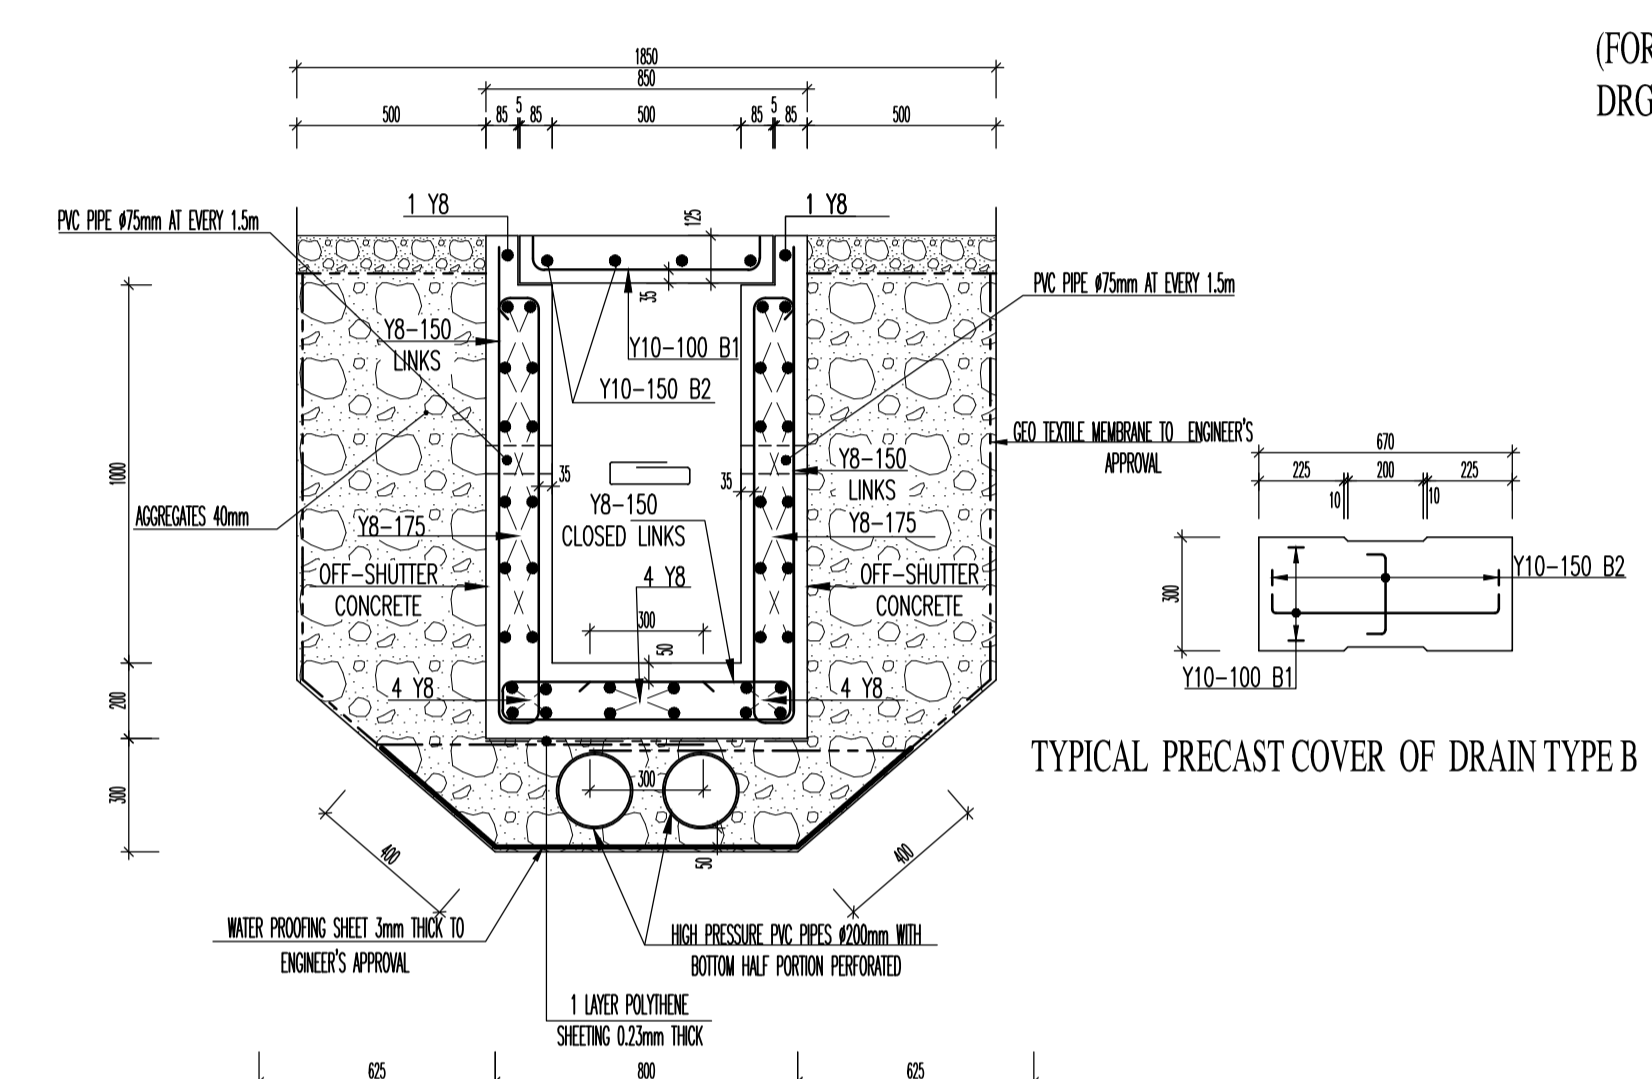 (FOR
DRG
1850
850
500
85
5
85
500
85
5
85
500
1 Y8
1 Y8
125
PVC PIPE ø75mm AT EVERY 1.5m
PVC PIPE ø75mm AT EVERY 1.5m
35
Y8-150
LINKS
Y10-100 B1
Y10-150 B2
GEO TEXTILE MEMBRANE TO ENGINEER'S
APPROVAL
1000
35
35
Y8-150
LINKS
Y8-150
CLOSED LINKS
AGGREGATES 40mm
Y8-175
Y8-175
OFF-SHUTTER
CONCRETE
4 Y8
OFF-SHUTTER
CONCRETE
300
50
4 Y8
4 Y8
200
300
300
50
400
400
WATER PROOFING SHEET 3mm THICK TO
ENGINEER'S APPROVAL
HIGH PRESSURE PVC PIPES ø200mm WITH
BOTTOM HALF PORTION PERFORATED
1 LAYER POLYTHENE
SHEETING 0.23mm THICK
625
800
625
670
225
200
225
10
10
300
Y10-150 B2
Y10-100 B1
TYPICAL PRECAST COVER OF DRAIN TYPE B